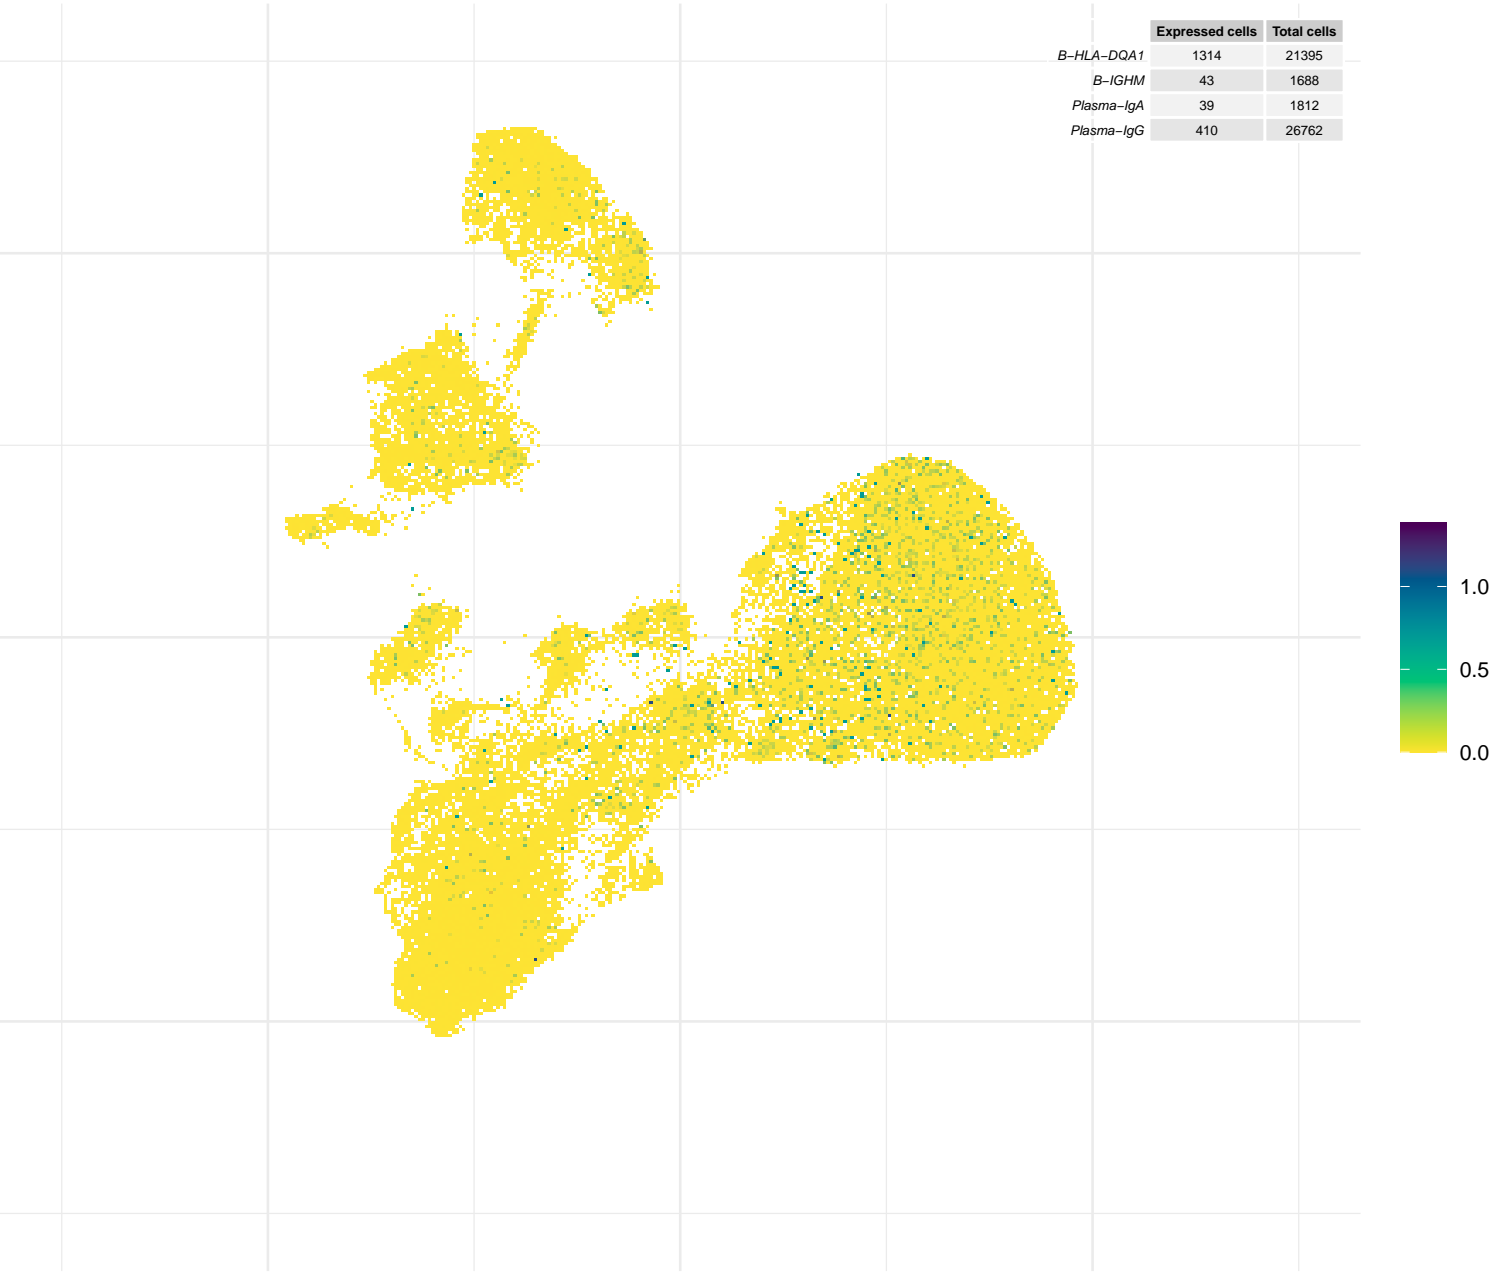 Expressed cells Total cells
B−HLA−DQA1 1314 21395
B−IGHM 43 1688
Plasma−IgA 39 1812
Plasma−IgG 410 26762
1.0
0.5
0.0